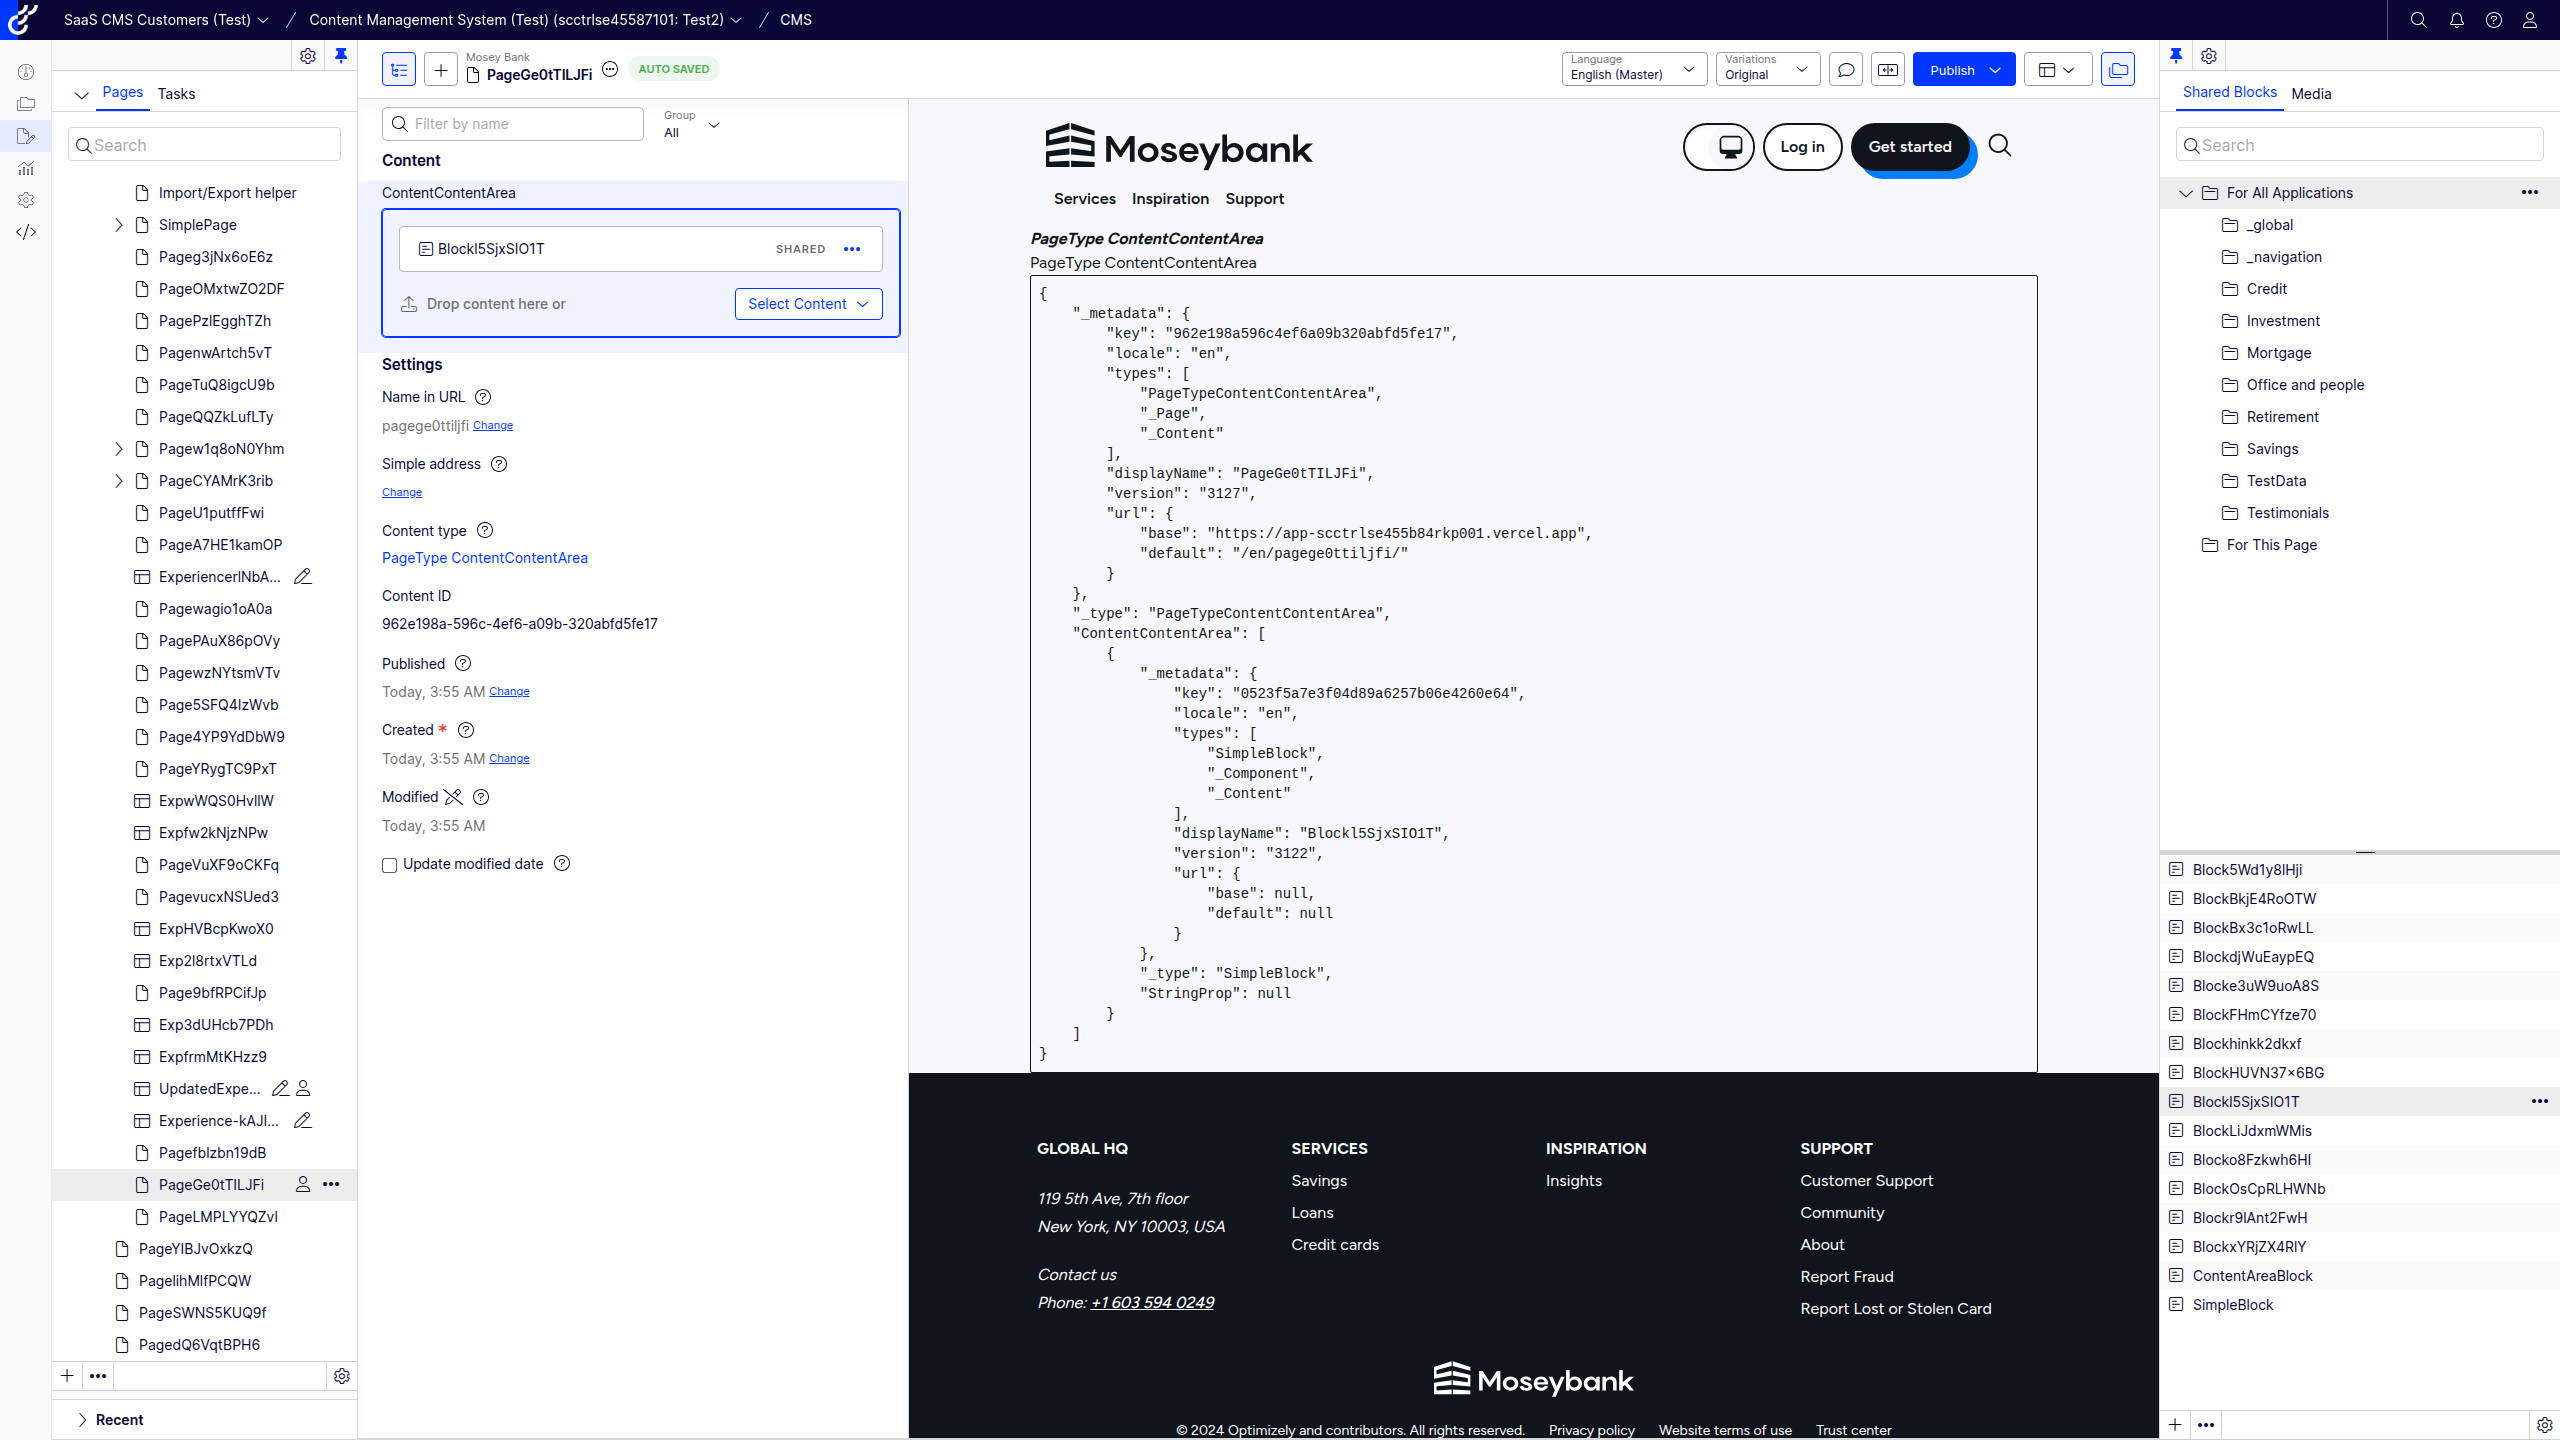 SaaS CMS Customers (Test) / Content Management System (Test) (scctrlse45587101: Test2) / CMS
Pages Tasks
Search
Import/Export helper
SimplePage
Pageg3jNx6oE6z
PageOMxtwZO2DF
PagePzIEgghTZh
PagenwArtch5vT
PageTuQ8igcU9b
PageQQZkLufLTy
Pagew1q8oN0Yhm
PageCYAMrK3rib
PageU1putffFwi
PageA7HE1kamOP
ExperiencerINbA...
Pagewagio1oA0a
PagePAuX86pOVy
PagewzNYtsmVTv
Page5SFQ4IzWvb
Page4YP9YdDbW9
PageYRygTC9PxT
ExpwWQS0HvllW
Expfw2kNjzNPw
PageVuXF9oCKFq
PagevucxNSUed3
ExpHVBcpKwoX0
Exp2l8rtxVTLd
Page9bfRPCifJp
Exp3dUHcb7PDh
ExpfrmMtKHzz9
UpdatedExpe...
Experience-kAJl...
Pagefblzbn19dB
PageGe0tTILJFi
PageLMPLYYQZvl
PageYlBJvOxkzQ
PagelihMlfPCQW
PageSWNS5KUQ9f
PagedQ6VqtBPH6
Recent
Mosey Bank
PageGe0tTILJFi
AUTO SAVED
Language
English (Master)
Variations
Original
Publish
Filter by name
Group
All
Content
ContentContentArea
Blockl5SjxSIO1T SHARED
Drop content here or Select Content
Settings
Name in URL
pagege0ttiljfi Change
Simple address
Change
Content type
PageType ContentContentArea
Content ID
962e198a-596c-4ef6-a09b-320abfd5fe17
Published
Today, 3:55 AM Change
Created *
Today, 3:55 AM Change
Modified
Today, 3:55 AM
Update modified date
Moseybank
Log in
Get started
Services Inspiration Support
PageType ContentContentArea
PageType ContentContentArea
{
"_metadata": {
"key": "962e198a596c4ef6a09b320abfd5fe17",
"locale": "en",
"types": [
"PageTypeContentContentArea",
"_Page",
"_Content"
],
"displayName": "PageGe0tTILJFi",
"version": "3127",
"url": {
"base": "https://app-scctrlse455b84rkp001.vercel.app",
"default": "/en/pagege0ttiljfi/"
}
},
"_type": "PageTypeContentContentArea",
"ContentContentArea": [
{
"_metadata": {
"key": "0523f5a7e3f04d89a6257b06e4260e64",
"locale": "en",
"types": [
"SimpleBlock",
"_Component",
"_Content"
],
"displayName": "Blockl5SjxSIO1T",
"version": "3122",
"url": {
"base": null,
"default": null
}
},
"_type": "SimpleBlock",
"StringProp": null
}
]
}
GLOBAL HQ
119 5th Ave, 7th floor
New York, NY 10003, USA
Contact us
Phone: +1 603 594 0249
SERVICES
Savings
Loans
Credit cards
INSPIRATION
Insights
SUPPORT
Customer Support
Community
About
Report Fraud
Report Lost or Stolen Card
Moseybank
© 2024 Optimizely and contributors. All rights reserved. Privacy policy Website terms of use Trust center
Shared Blocks Media
Search
For All Applications
_global
_navigation
Credit
Investment
Mortgage
Office and people
Retirement
Savings
TestData
Testimonials
For This Page
Block5Wd1y8lHji
BlockBkjE4RoOTW
BlockBx3c1oRwLL
BlockdjWuEaypEQ
Blocke3uW9uoA8S
BlockFHmCYfze70
Blockhinkk2dkxf
BlockHUVN37x6BG
Blockl5SjxSIO1T
BlockLiJdxmWMis
Blocko8Fzkwh6Hl
BlockOsCpRLHWNb
Blockr9lAnt2FwH
BlockxYRjZX4RlY
ContentAreaBlock
SimpleBlock